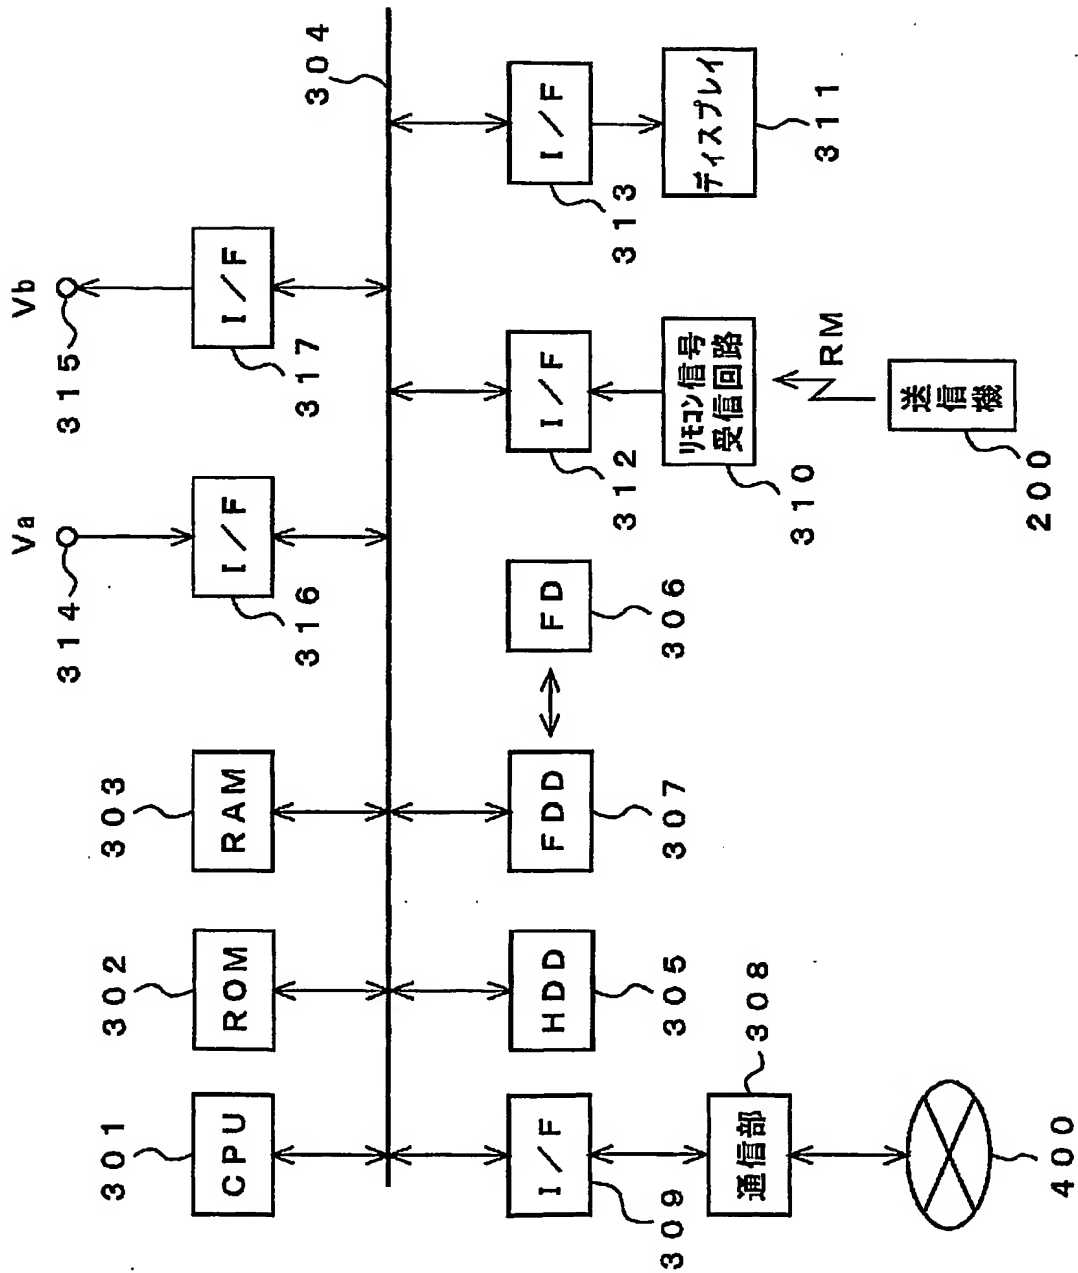 301
302
303
314
Va
315
Vb
304
CPU
ROM
RAM
I/F
316
I/F
317
I/F
309
HDD
305
FDD
307
FD
306
I/F
312
I/F
313
通信部
308
リモコン信号
受信回路
310
ディスプレイ
311
RM
400
送信機
200